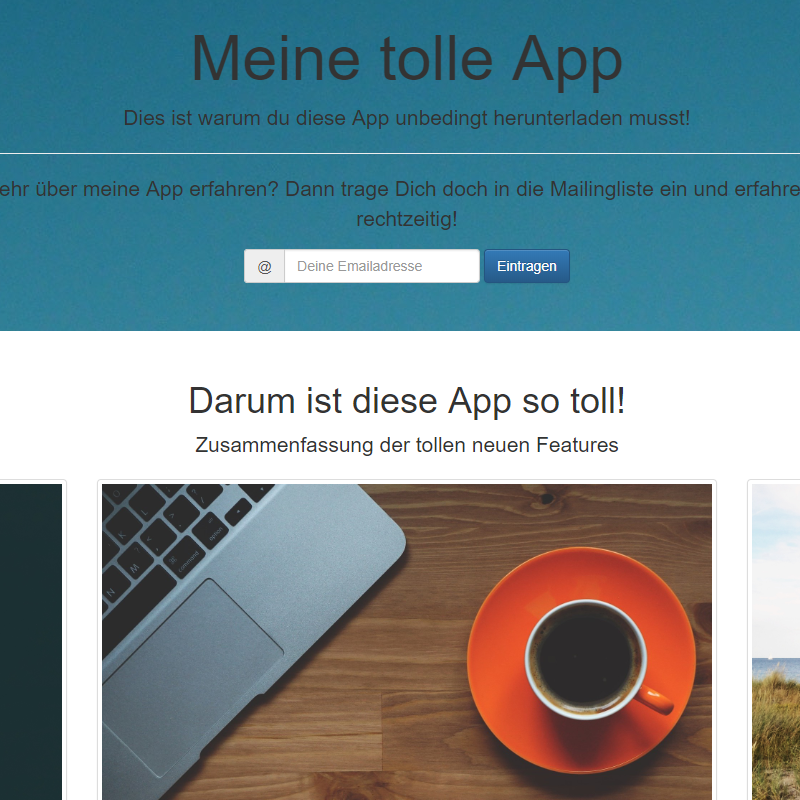 Meine tolle App
Dies ist warum du diese App unbedingt herunterladen musst!
über meine App erfahren? Dann trage Dich doch in die Mailingliste ein und erfahre
rechtzeitig!
@ Deine Emailadresse Eintragen
Darum ist diese App so toll!
Zusammenfassung der tollen neuen Features
command
option